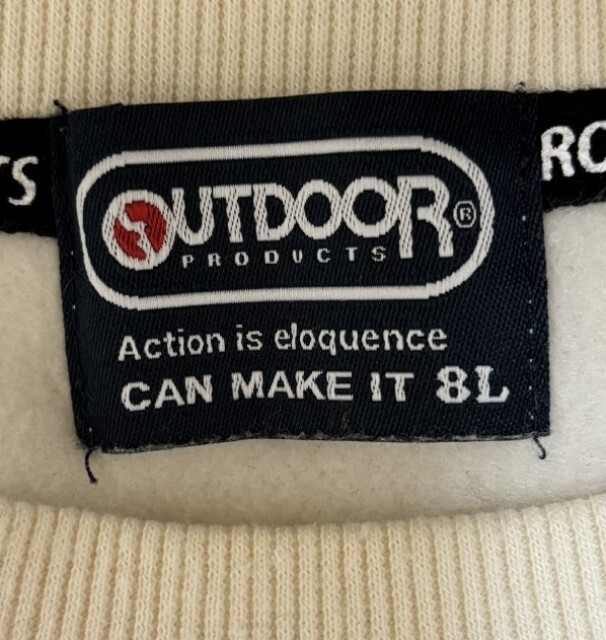 OUTDOOR®
PRODUCTS
Action is eloquence
CAN MAKE IT 8L